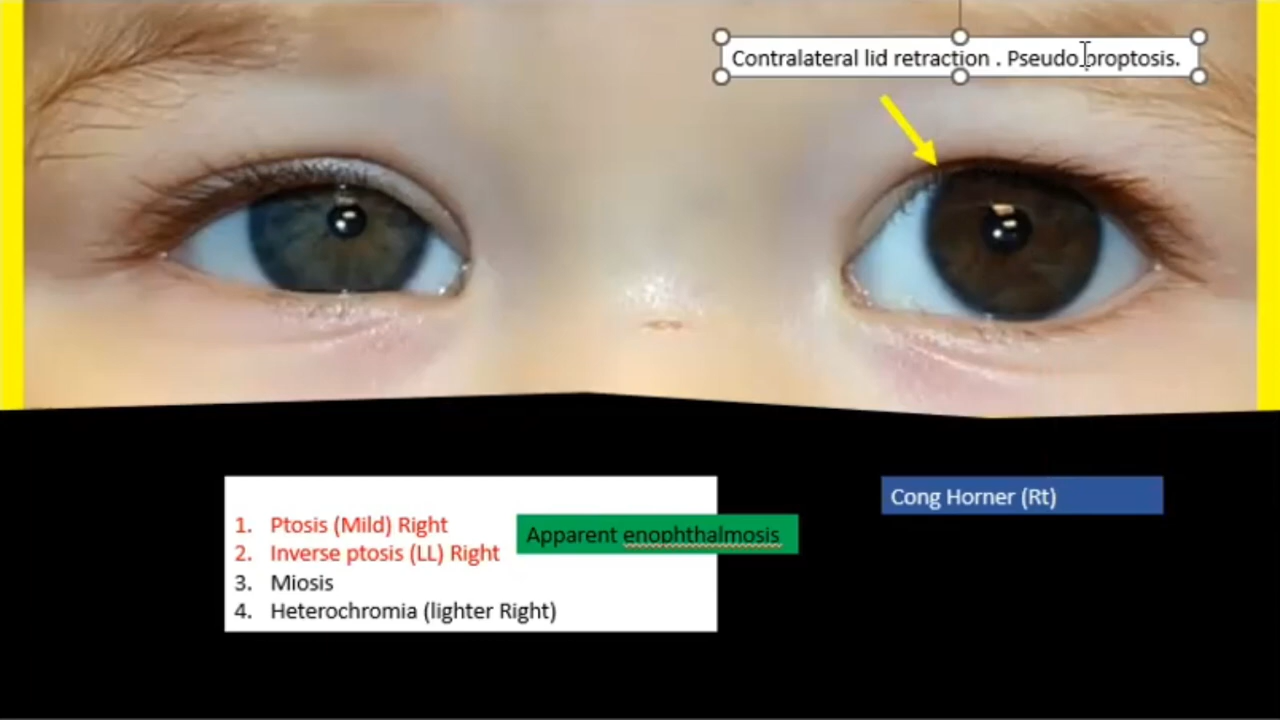 Contralateral lid retraction . Pseudo proptosis.
Cong Horner (Rt)
1. Ptosis (Mild) Right
Apparent enophthalmosis
2. Inverse ptosis (LL) Right
3. Miosis
4. Heterochromia (lighter Right)